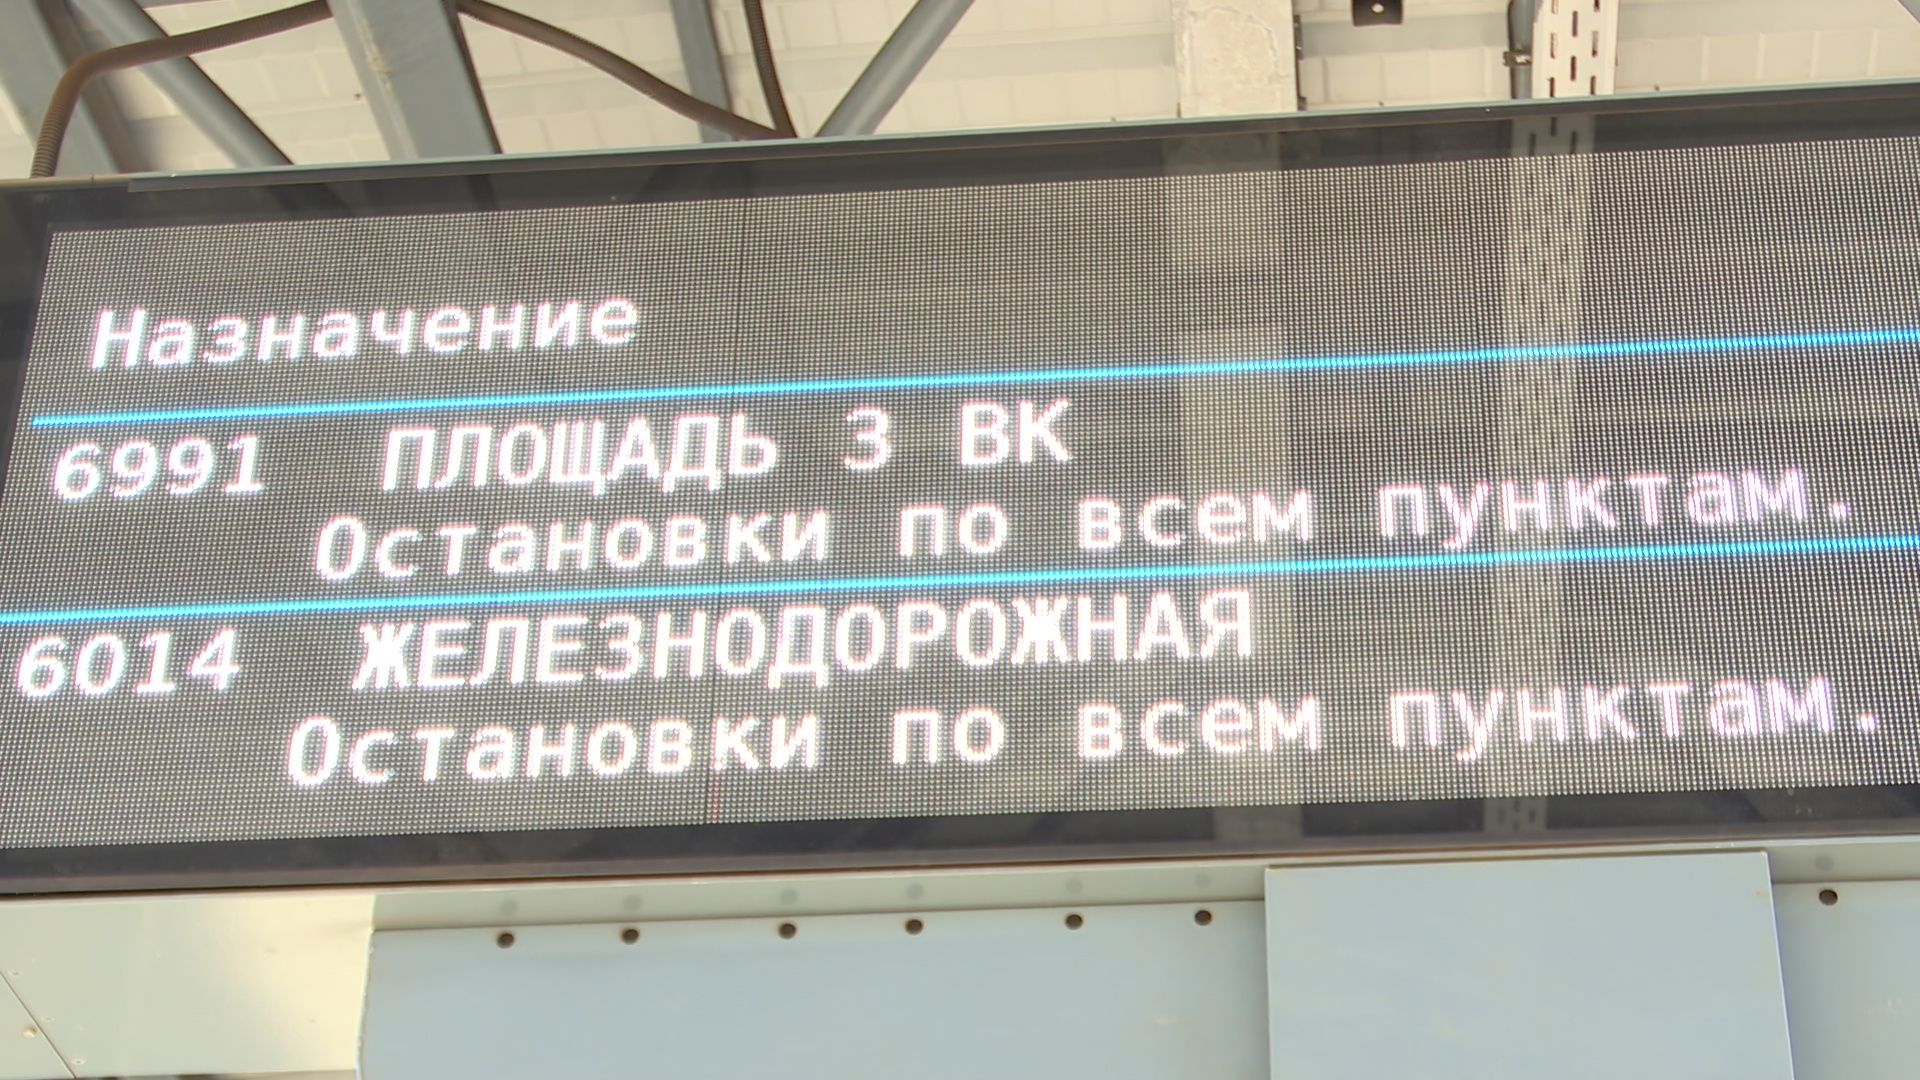 Назначение
6991 ПЛОЩАДЬ 3 ВК
Остановки по всем пунктам.
6014 ЖЕЛЕЗНОДОРОЖНАЯ
Остановки по всем пунктам.